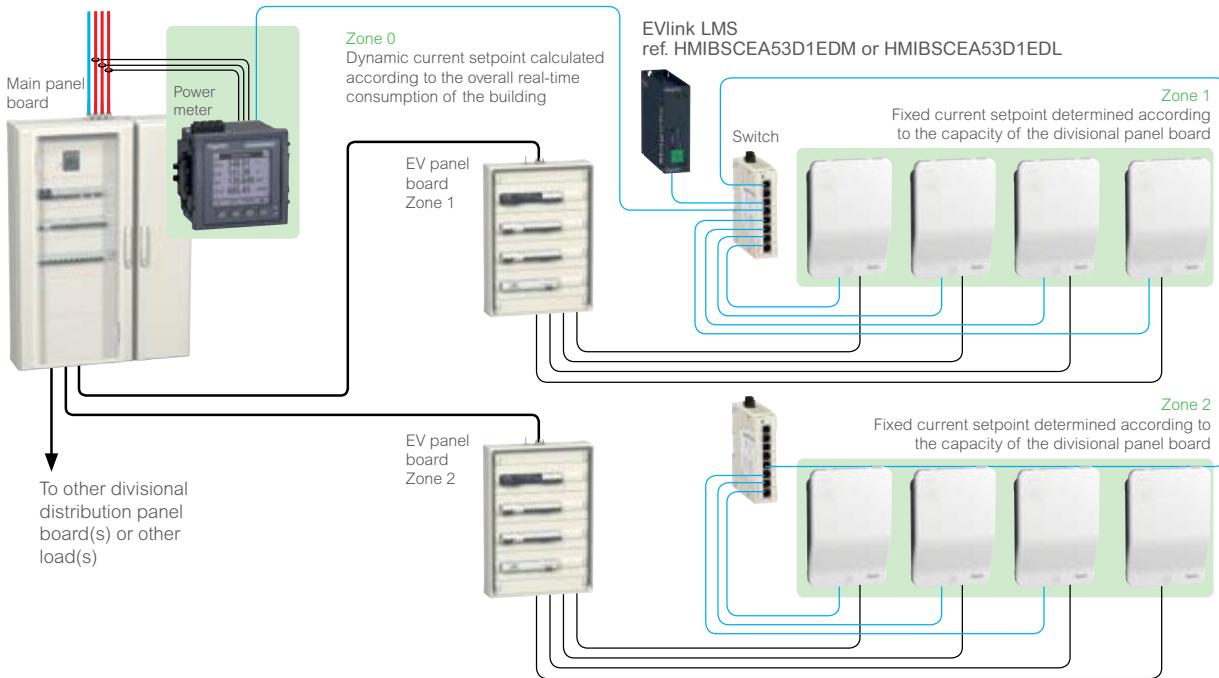 EVlink LMS
ref. HMIBSCEA53D1EDM or HMIBSCEA53D1EDL
Zone 0
Dynamic current setpoint calculated
according to the overall real-time
consumption of the building
Main panel
board
Power
meter
Zone 1
Fixed current setpoint determined according
to the capacity of the divisional panel board
Switch
EV panel
board
Zone 1
Zone 2
Fixed current setpoint determined according to
the capacity of the divisional panel board
EV panel
board
Zone 2
To other divisional
distribution panel
board(s) or other
load(s)